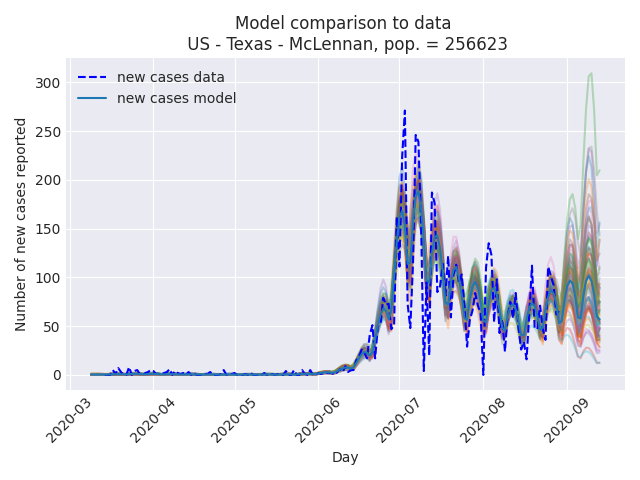 Model comparison to data
US - Texas - McLennan, pop. = 256623
new cases data
new cases model
Number of new cases reported
300
250
200
150
100
50
0
2020-03
2020-04
2020-05
2020-06
2020-07
2020-08
2020-09
Day